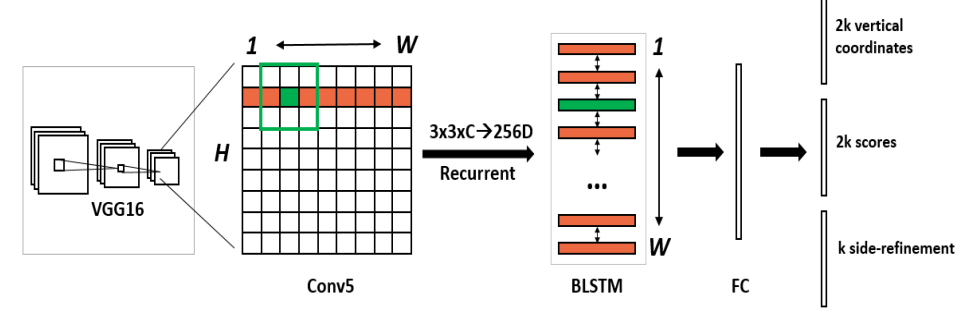 VGG16
1
W
H
Conv5
3x3xC→256D
Recurrent
1
...
W
BLSTM
FC
2k vertical
coordinates
2k scores
k side-refinement